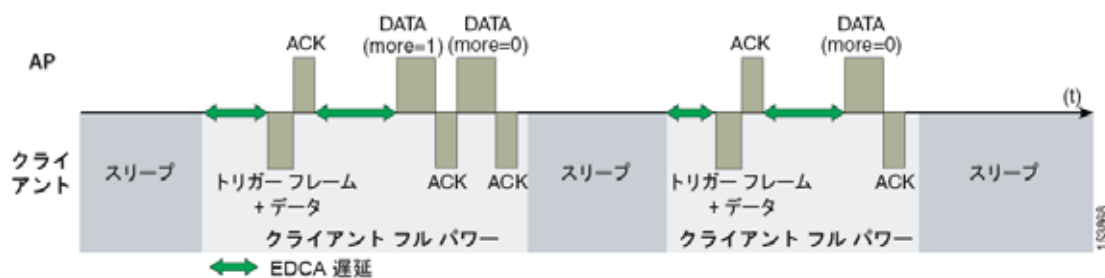 DATA DATA
ACK (more=1) (more=0)
AP
ACK DATA
(more=0)
(t)
クライ
アント
スリープ
トリガー フレーム
+ データ
ACK ACK
クライアント フル パワー
スリープ
トリガー フレーム
+ データ
ACK
クライアント フル パワー
スリープ
EDCA 遅延